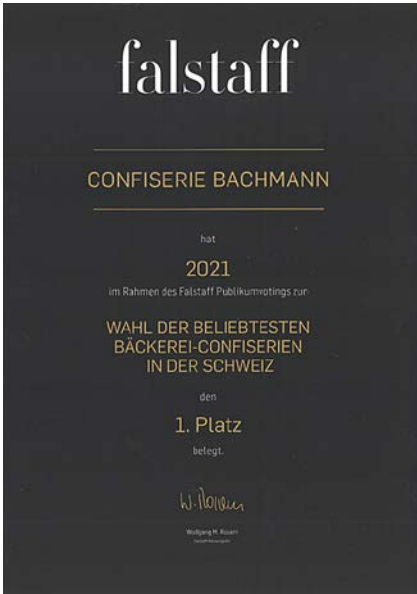 falstaff
CONFISERIE BACHMANN
hat
2021
im Rahmen des Falstaff Publikumvotings zur
WAHL DER BELIEBTESTEN
BÄCKEREI-CONFISERIEN
IN DER SCHWEIZ
den
1. Platz
belegt.
Wolfgang M. Rosam